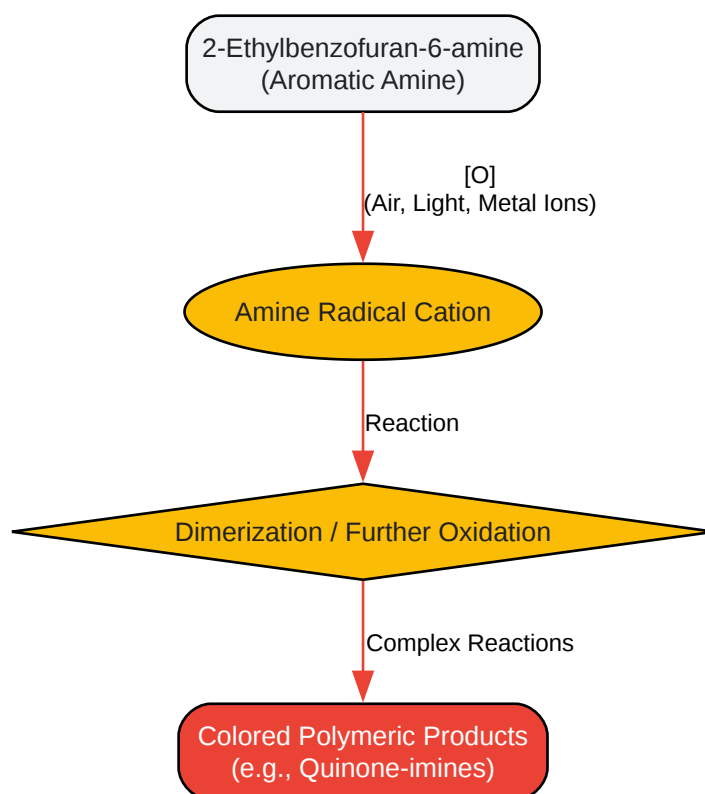 2-Ethylbenzofuran-6-amine
(Aromatic Amine)
[O]
(Air, Light, Metal Ions)
Amine Radical Cation
Reaction
Dimerization / Further Oxidation
Complex Reactions
Colored Polymeric Products
(e.g., Quinone-imines)